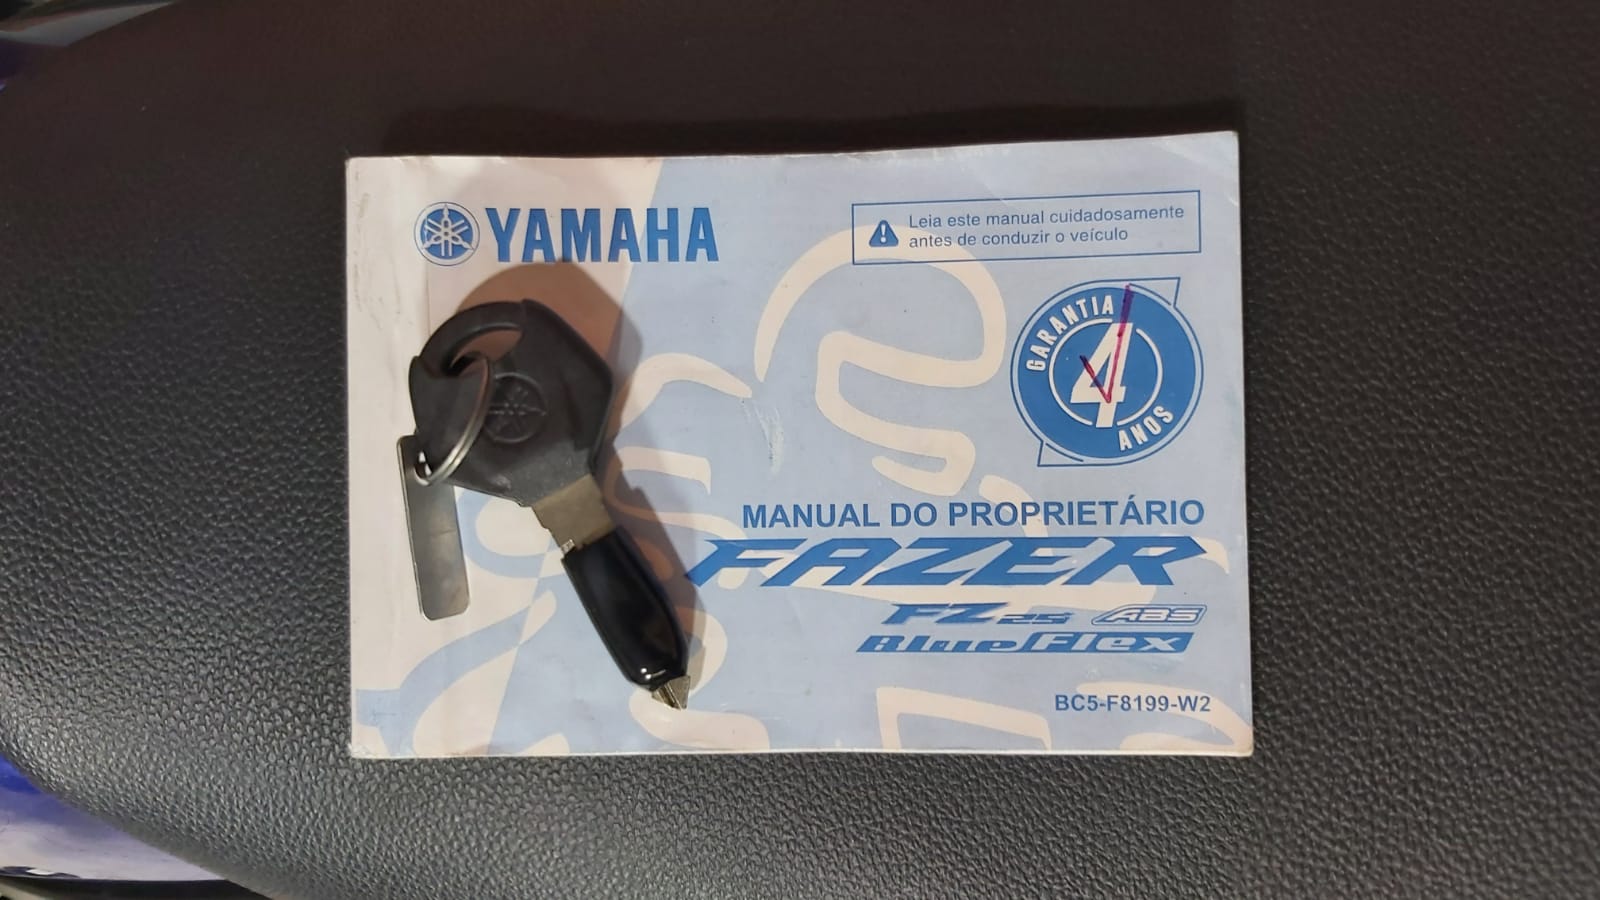 YAMAHA
Leia este manual cuidadosamente
antes de conduzir o veículo
GARANTIA
4
ANOS
MANUAL DO PROPRIETÁRIO
FAZER
FZ25 ABS
BlueFlex
BC5-F8199-W2